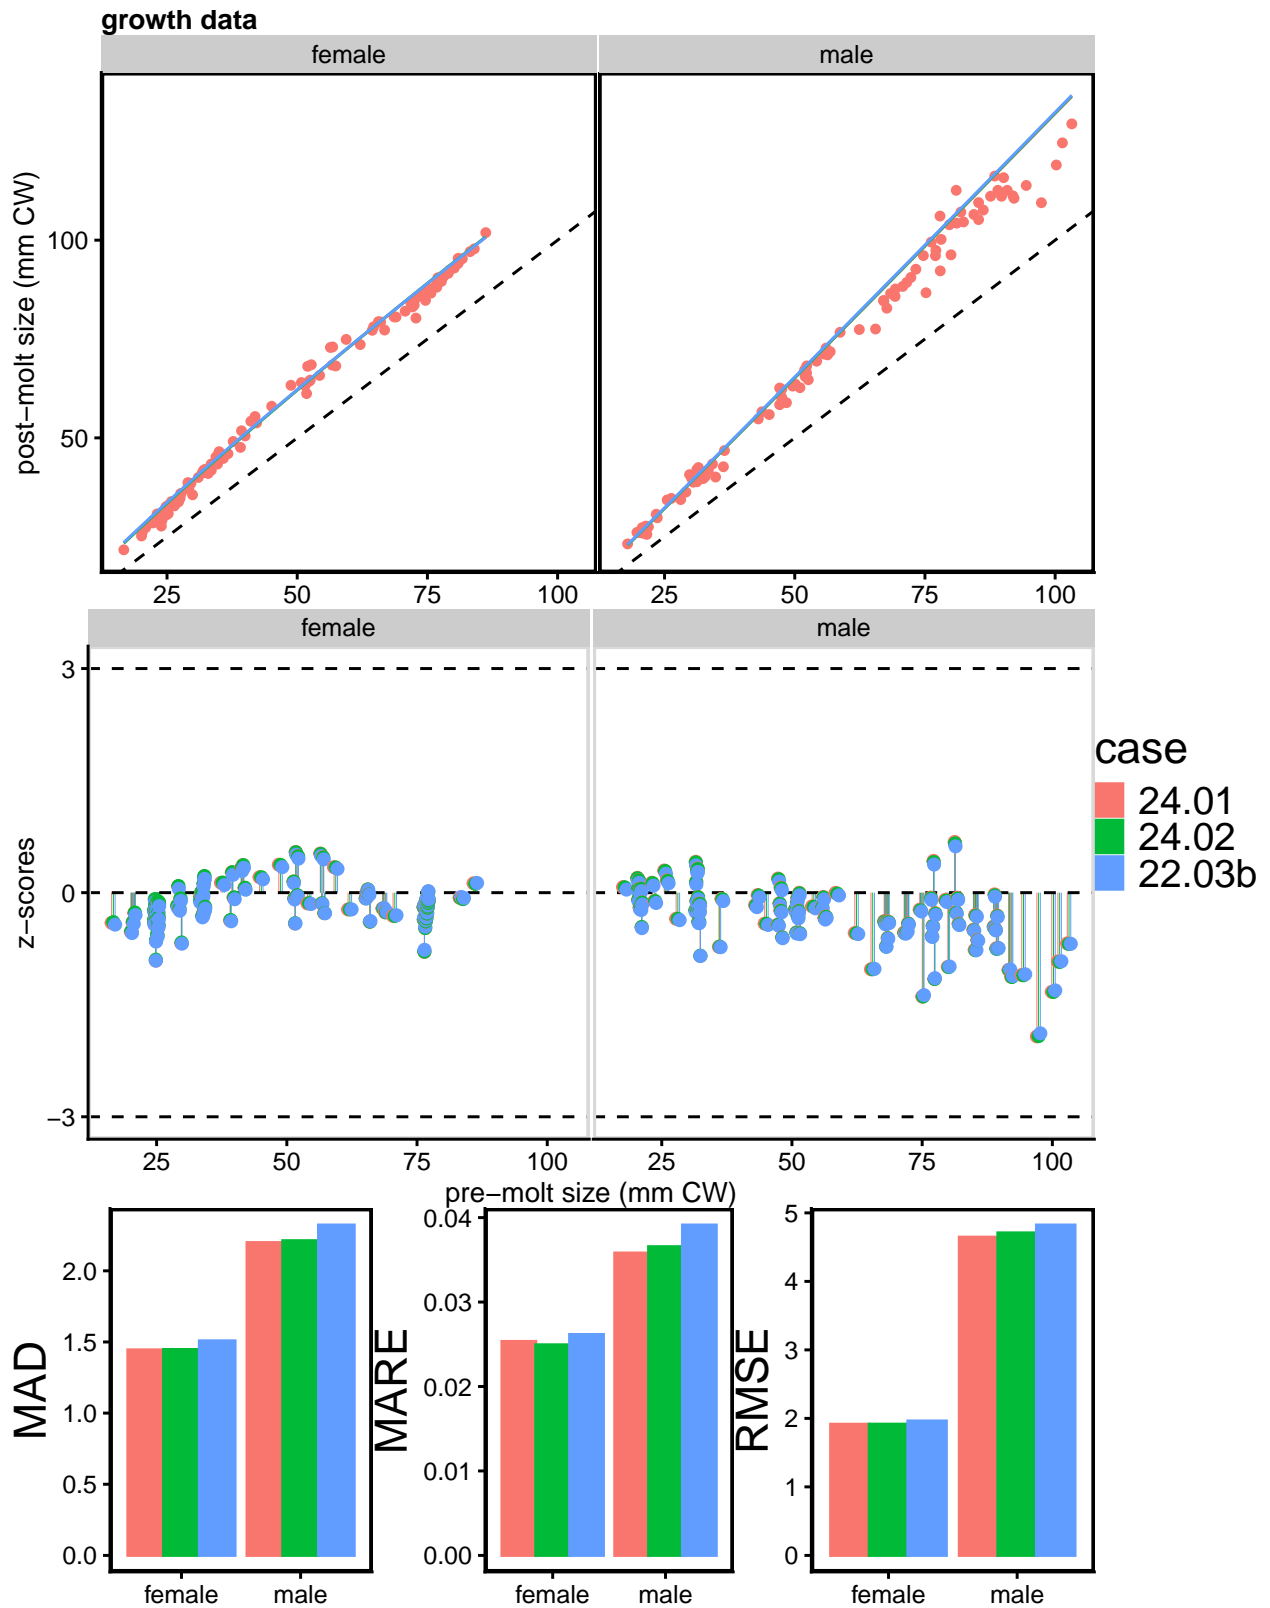 growth data
female male
post−molt size (mm CW)
100
50
25 50 75 100 25 50 75 100
female male
z−scores
3
0
−3
25 50 75 100 25 50 75 100
pre−molt size (mm CW)
case
24.01
24.02
22.03b
MAD
2.0
1.5
1.0
0.5
0.0
female male
MARE
0.04
0.03
0.02
0.01
0.00
female male
RMSE
5
4
3
2
1
0
female male